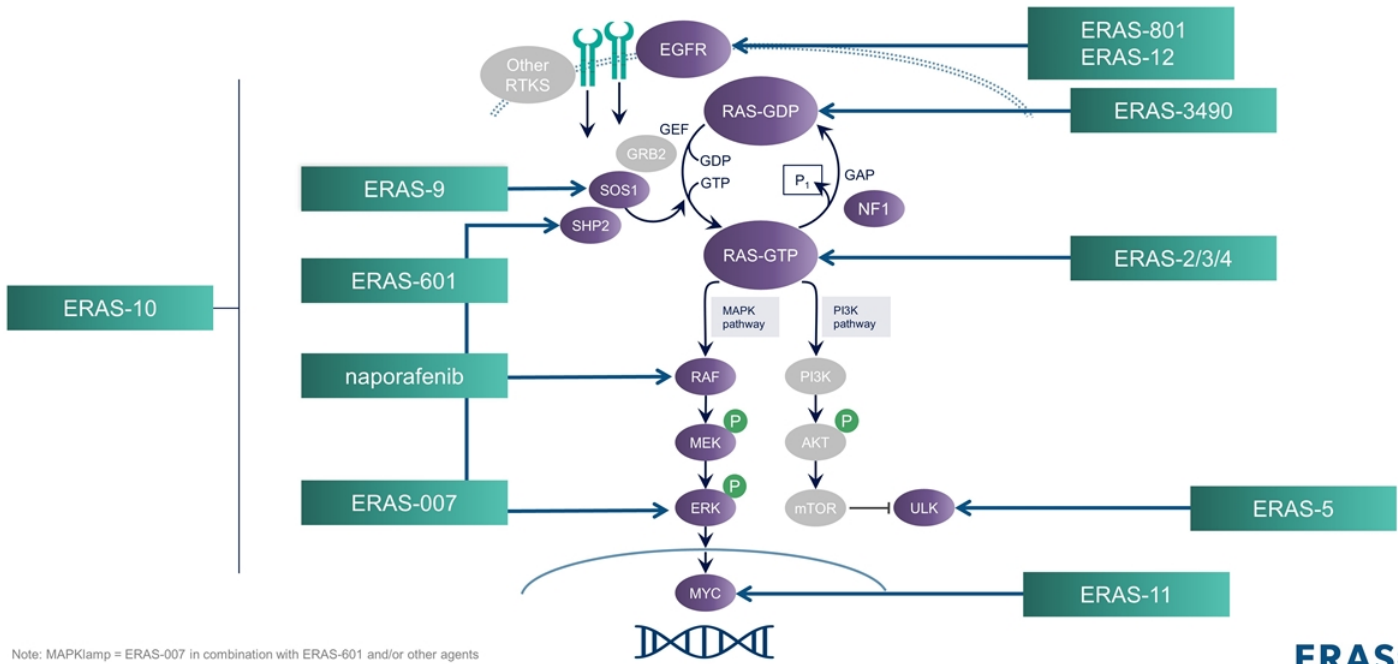 EGFR
ERAS-801
ERAS-12
Other
RTKS
RAS-GDP
ERAS-3490
GEF
GRB2
GDP
GTP
P1
GAP
ERAS-9
SOS1
NF1
SHP2
RAS-GTP
ERAS-2/3/4
ERAS-601
ERAS-10
MAPK
pathway
PI3K
pathway
naporafenib
RAF
PI3K
P
P
MEK
AKT
P
ERAS-007
ERK
mTOR
ULK
ERAS-5
MYC
ERAS-11
Note: MAPKlamp = ERAS-007 in combination with ERAS-601 and/or other agents
ERAS